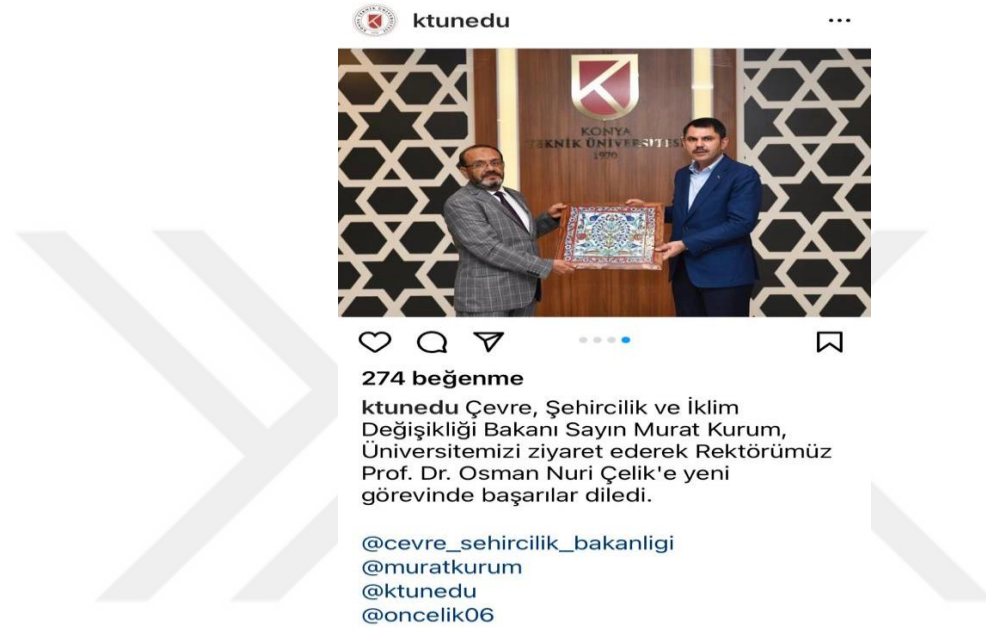 ktunedu
KONYA
TEKNİK ÜNİVERSİTESİ
1970
274 beğenme
ktunedu Çevre, Şehircilik ve İklim
Değişikliği Bakanı Sayın Murat Kurum,
Üniversitemizi ziyaret ederek Rektörümüz
Prof. Dr. Osman Nuri Çelik'e yeni
görevinde başarılar diledi.
@cevre_sehircilik_bakanligi
@muratkurum
@ktunedu
@oncelik06